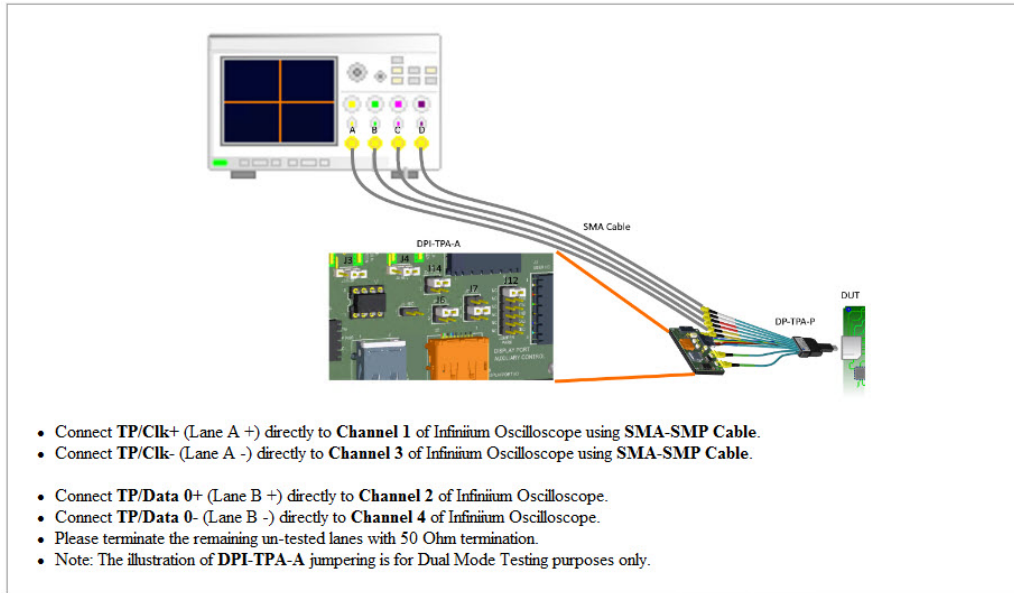 A B C D
SMA Cable
DPI-TPA-A
J3
J4
J14
J12
J7
J6
DUT
DP-TPA-P
DISPLAY PORT
AUXILIARY CONTROL
• Connect TP/Clk+ (Lane A +) directly to Channel 1 of Infiniium Oscilloscope using SMA-SMP Cable.
• Connect TP/Clk- (Lane A -) directly to Channel 3 of Infiniium Oscilloscope using SMA-SMP Cable.
• Connect TP/Data 0+ (Lane B +) directly to Channel 2 of Infiniium Oscilloscope.
• Connect TP/Data 0- (Lane B -) directly to Channel 4 of Infiniium Oscilloscope.
• Please terminate the remaining un-tested lanes with 50 Ohm termination.
• Note: The illustration of DPI-TPA-A jumpering is for Dual Mode Testing purposes only.